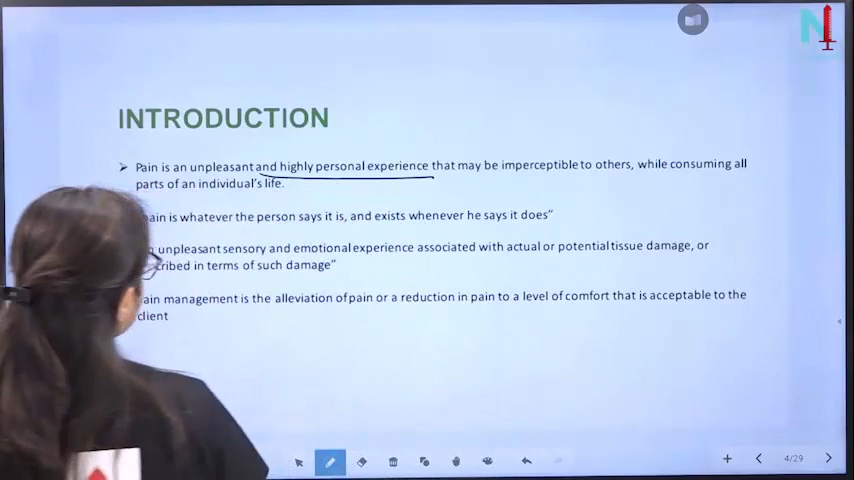 INTRODUCTION
Pain is an unpleasant and highly personal experience that may be imperceptible to others, while consuming all
parts of an individual's life.
ain is whatever the person says it is, and exists whenever he says it does"
unpleasant sensory and emotional experience associated with actual or potential tissue damage, or
cribed in terms of such damage"
ain management is the alleviation of pain or a reduction in pain to a level of comfort that is acceptable to the
client
4/29